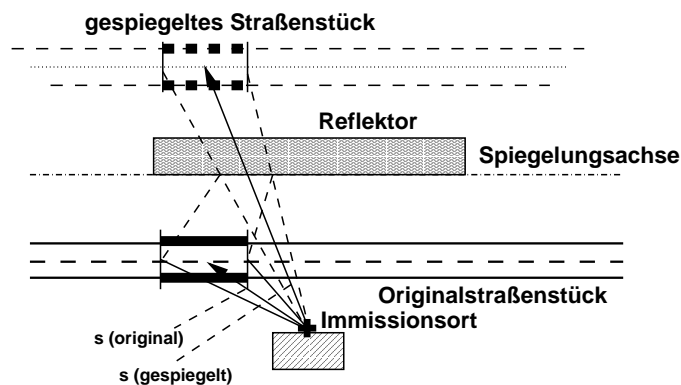 gespiegeltes Straßenstück
Reflektor
Spiegelungsachse
Originalstraßenstück
Immissionsort
s (original)
s (gespiegelt)